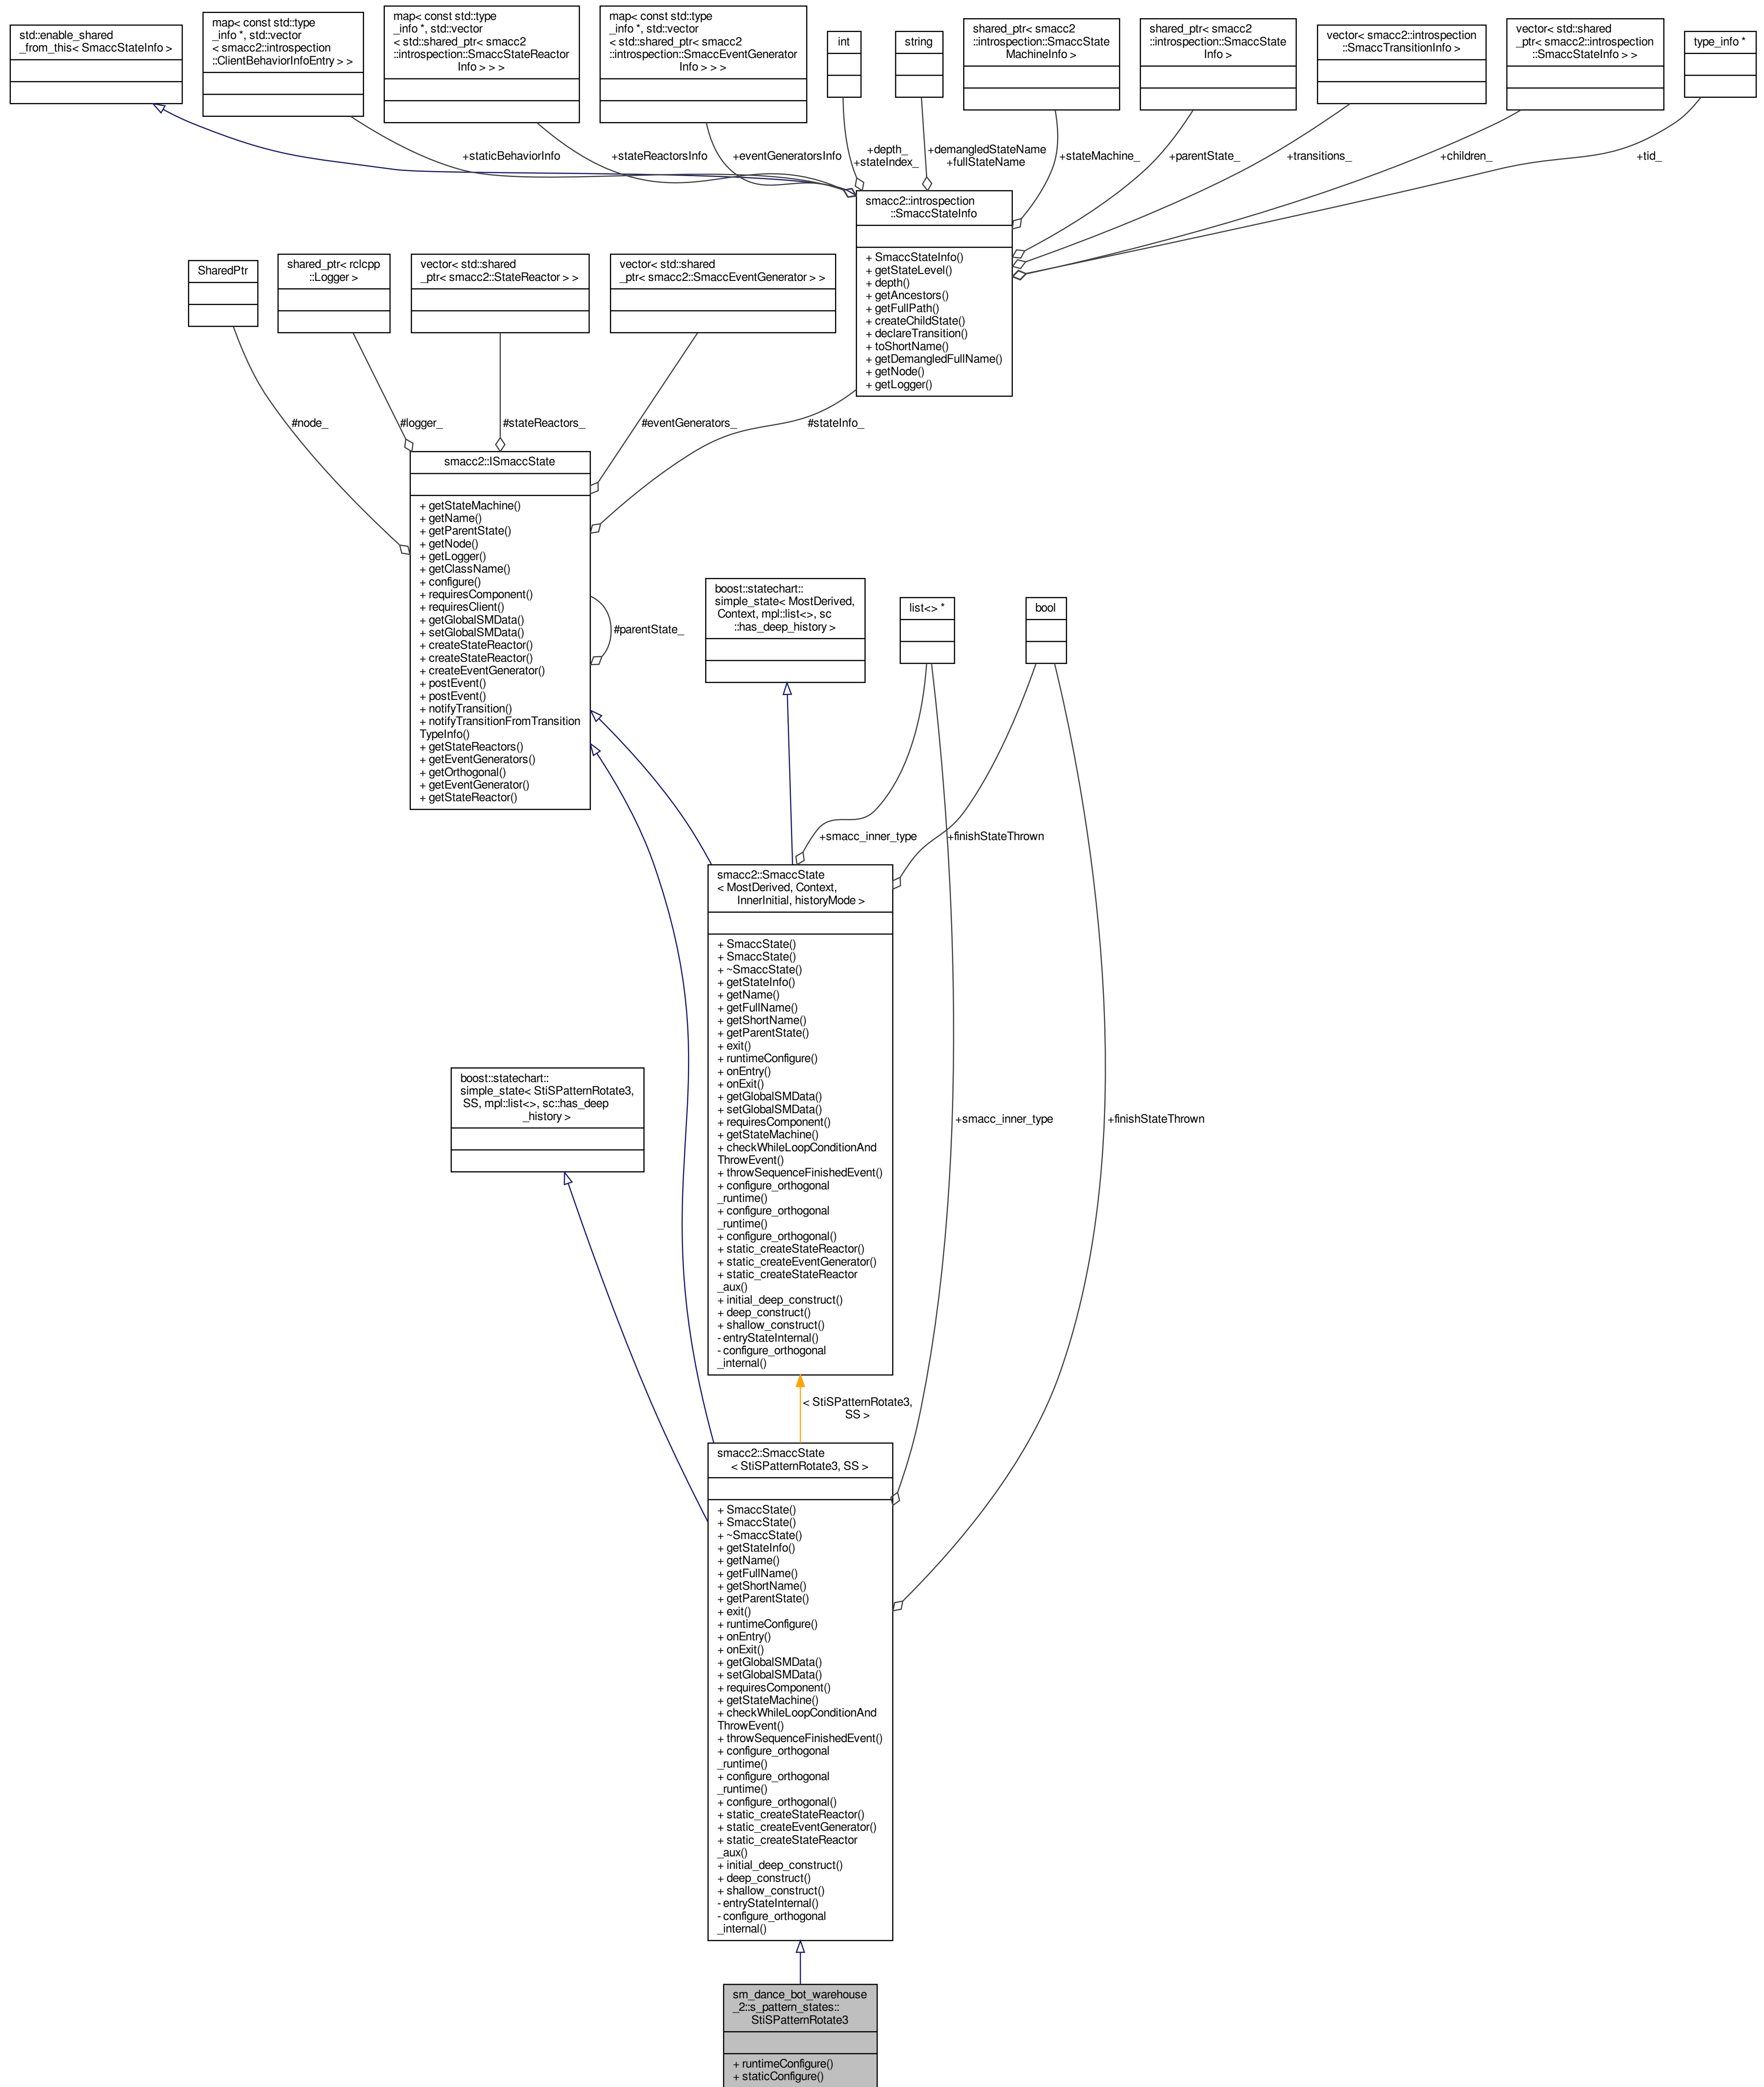 std::enable_shared
_from_this< SmaccStateInfo >
map< const std::type
_info *, std::vector
< smacc2::introspection
::ClientBehaviorInfoEntry > >
map< const std::type
_info *, std::vector
< std::shared_ptr< smacc2
::introspection::SmaccStateReactor
Info > > >
map< const std::type
_info *, std::vector
< std::shared_ptr< smacc2
::introspection::SmaccEventGenerator
Info > > >
int
string
shared_ptr< smacc2
::introspection::SmaccState
MachineInfo >
shared_ptr< smacc2
::introspection::SmaccState
Info >
vector< smacc2::introspection
::SmaccTransitionInfo >
vector< std::shared
_ptr< smacc2::introspection
::SmaccStateInfo > >
type_info *
+staticBehaviorInfo
+stateReactorsInfo
+eventGeneratorsInfo
+depth_
+stateIndex_
+demangledStateName
+fullStateName
+stateMachine_
+parentState_
+transitions_
+children_
+tid_
smacc2::introspection
::SmaccStateInfo
+ SmaccStateInfo()
+ getStateLevel()
+ depth()
+ getAncestors()
+ getFullPath()
+ createChildState()
+ declareTransition()
+ toShortName()
+ getDemangledFullName()
+ getNode()
+ getLogger()
SharedPtr
shared_ptr< rclcpp
::Logger >
vector< std::shared
_ptr< smacc2::StateReactor > >
vector< std::shared
_ptr< smacc2::SmaccEventGenerator > >
#node_
#logger_
#stateReactors_
#eventGenerators_
#stateInfo_
smacc2::ISmaccState
+ getStateMachine()
+ getName()
+ getParentState()
+ getNode()
+ getLogger()
+ getClassName()
+ configure()
+ requiresComponent()
+ requiresClient()
+ getGlobalSMData()
+ setGlobalSMData()
+ createStateReactor()
+ createStateReactor()
+ createEventGenerator()
+ postEvent()
+ postEvent()
+ notifyTransition()
+ notifyTransitionFromTransition
TypeInfo()
+ getStateReactors()
+ getEventGenerators()
+ getOrthogonal()
+ getEventGenerator()
+ getStateReactor()
#parentState_
boost::statechart::
simple_state< MostDerived,
Context, mpl::list<>, sc
::has_deep_history >
list<> *
bool
+smacc_inner_type
+finishStateThrown
smacc2::SmaccState
< MostDerived, Context,
InnerInitial, historyMode >
+ SmaccState()
+ SmaccState()
+ ~SmaccState()
+ getStateInfo()
+ getName()
+ getFullName()
+ getShortName()
+ getParentState()
+ exit()
+ runtimeConfigure()
+ onEntry()
+ onExit()
+ getGlobalSMData()
+ setGlobalSMData()
+ requiresComponent()
+ getStateMachine()
+ checkWhileLoopConditionAnd
ThrowEvent()
+ throwSequenceFinishedEvent()
+ configure_orthogonal
_runtime()
+ configure_orthogonal
_runtime()
+ configure_orthogonal()
+ static_createStateReactor()
+ static_createEventGenerator()
+ static_createStateReactor
_aux()
+ initial_deep_construct()
+ deep_construct()
+ shallow_construct()
- entryStateInternal()
- configure_orthogonal
_internal()
boost::statechart::
simple_state< StiSPatternRotate3,
SS, mpl::list<>, sc::has_deep
_history >
+smacc_inner_type
+finishStateThrown
< StiSPatternRotate3,
SS >
smacc2::SmaccState
< StiSPatternRotate3, SS >
+ SmaccState()
+ SmaccState()
+ ~SmaccState()
+ getStateInfo()
+ getName()
+ getFullName()
+ getShortName()
+ getParentState()
+ exit()
+ runtimeConfigure()
+ onEntry()
+ onExit()
+ getGlobalSMData()
+ setGlobalSMData()
+ requiresComponent()
+ getStateMachine()
+ checkWhileLoopConditionAnd
ThrowEvent()
+ throwSequenceFinishedEvent()
+ configure_orthogonal
_runtime()
+ configure_orthogonal
_runtime()
+ configure_orthogonal()
+ static_createStateReactor()
+ static_createEventGenerator()
+ static_createStateReactor
_aux()
+ initial_deep_construct()
+ deep_construct()
+ shallow_construct()
- entryStateInternal()
- configure_orthogonal
_internal()
sm_dance_bot_warehouse
_2::s_pattern_states::
StiSPatternRotate3
+ runtimeConfigure()
+ staticConfigure()